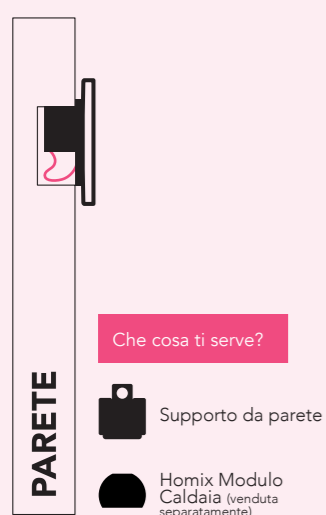 Che cosa ti serve?
PARETE
Supporto da parete
Homix Modulo
Caldaia (venduta
separatamente)